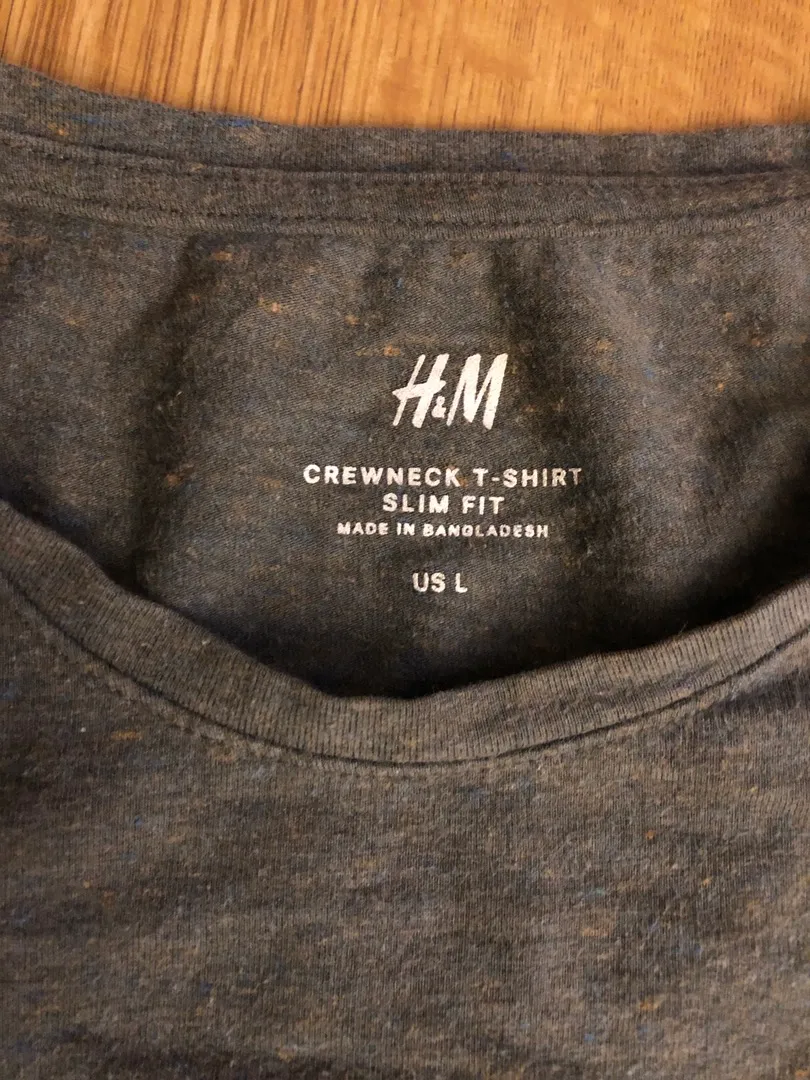 H&M
CREWNECK T-SHIRT
SLIM FIT
MADE IN BANGLADESH
US L